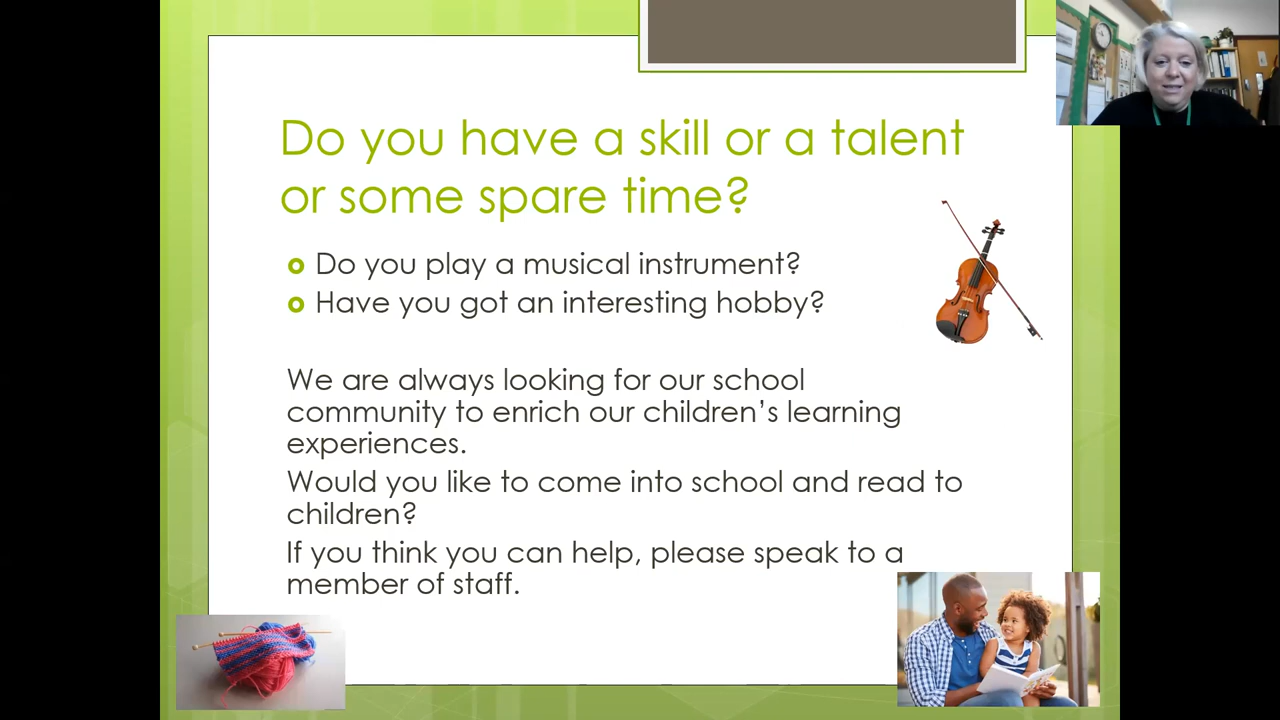 Do you have a skill or a talent
or some spare time?
Do you play a musical instrument?
Have you got an interesting hobby?
We are always looking for our school
community to enrich our children’s learning
experiences.
Would you like to come into school and read to
children?
If you think you can help, please speak to a
member of staff.